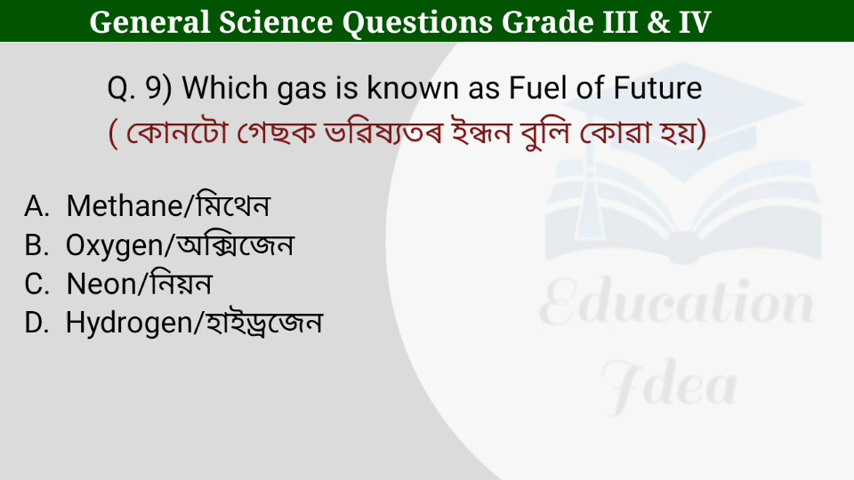 General Science Questions Grade III & IV
Q. 9) Which gas is known as Fuel of Future
( কোনটো গেছক ভৱিষ্যতৰ ইন্ধন বুলি কোৱা হয়)
A. Methane/মিথেন
B. Oxygen/অক্সিজেন
C. Neon/নিয়ন
D. Hydrogen/হাইড্ৰজেন
Education
Idea